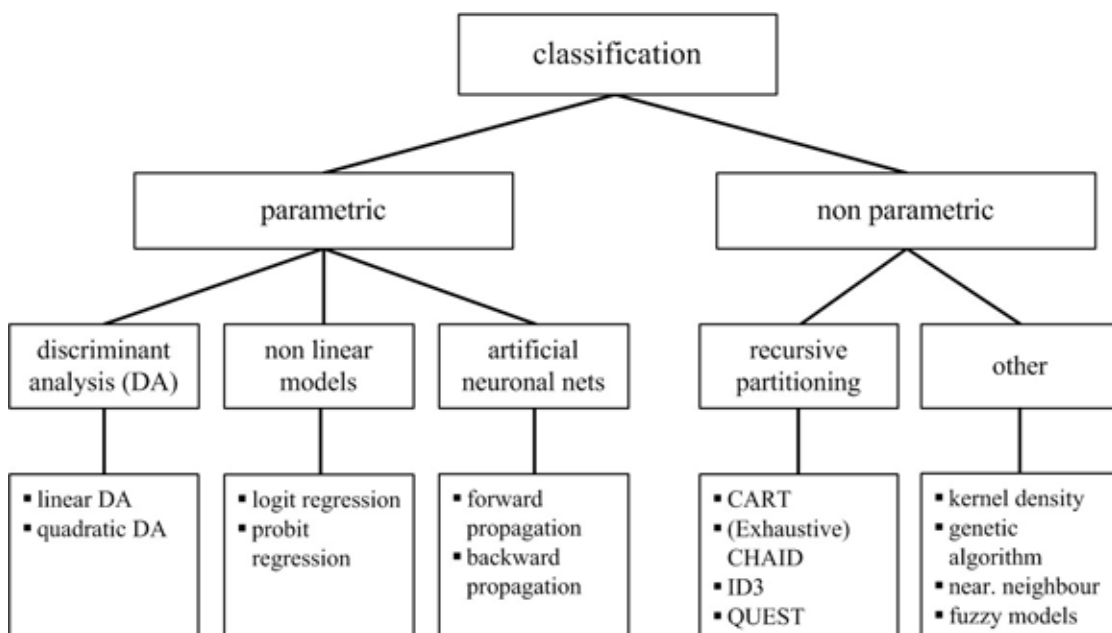 classification
parametric
non parametric
discriminant
analysis (DA)
non linear
models
artificial
neuronal nets
recursive
partitioning
other
▪ linear DA
▪ quadratic DA
▪ logit regression
▪ probit
regression
▪ forward
propagation
▪ backward
propagation
▪ CART
▪ (Exhaustive)
CHAID
▪ ID3
▪ QUEST
▪ kernel density
▪ genetic
algorithm
▪ near. neighbour
▪ fuzzy models